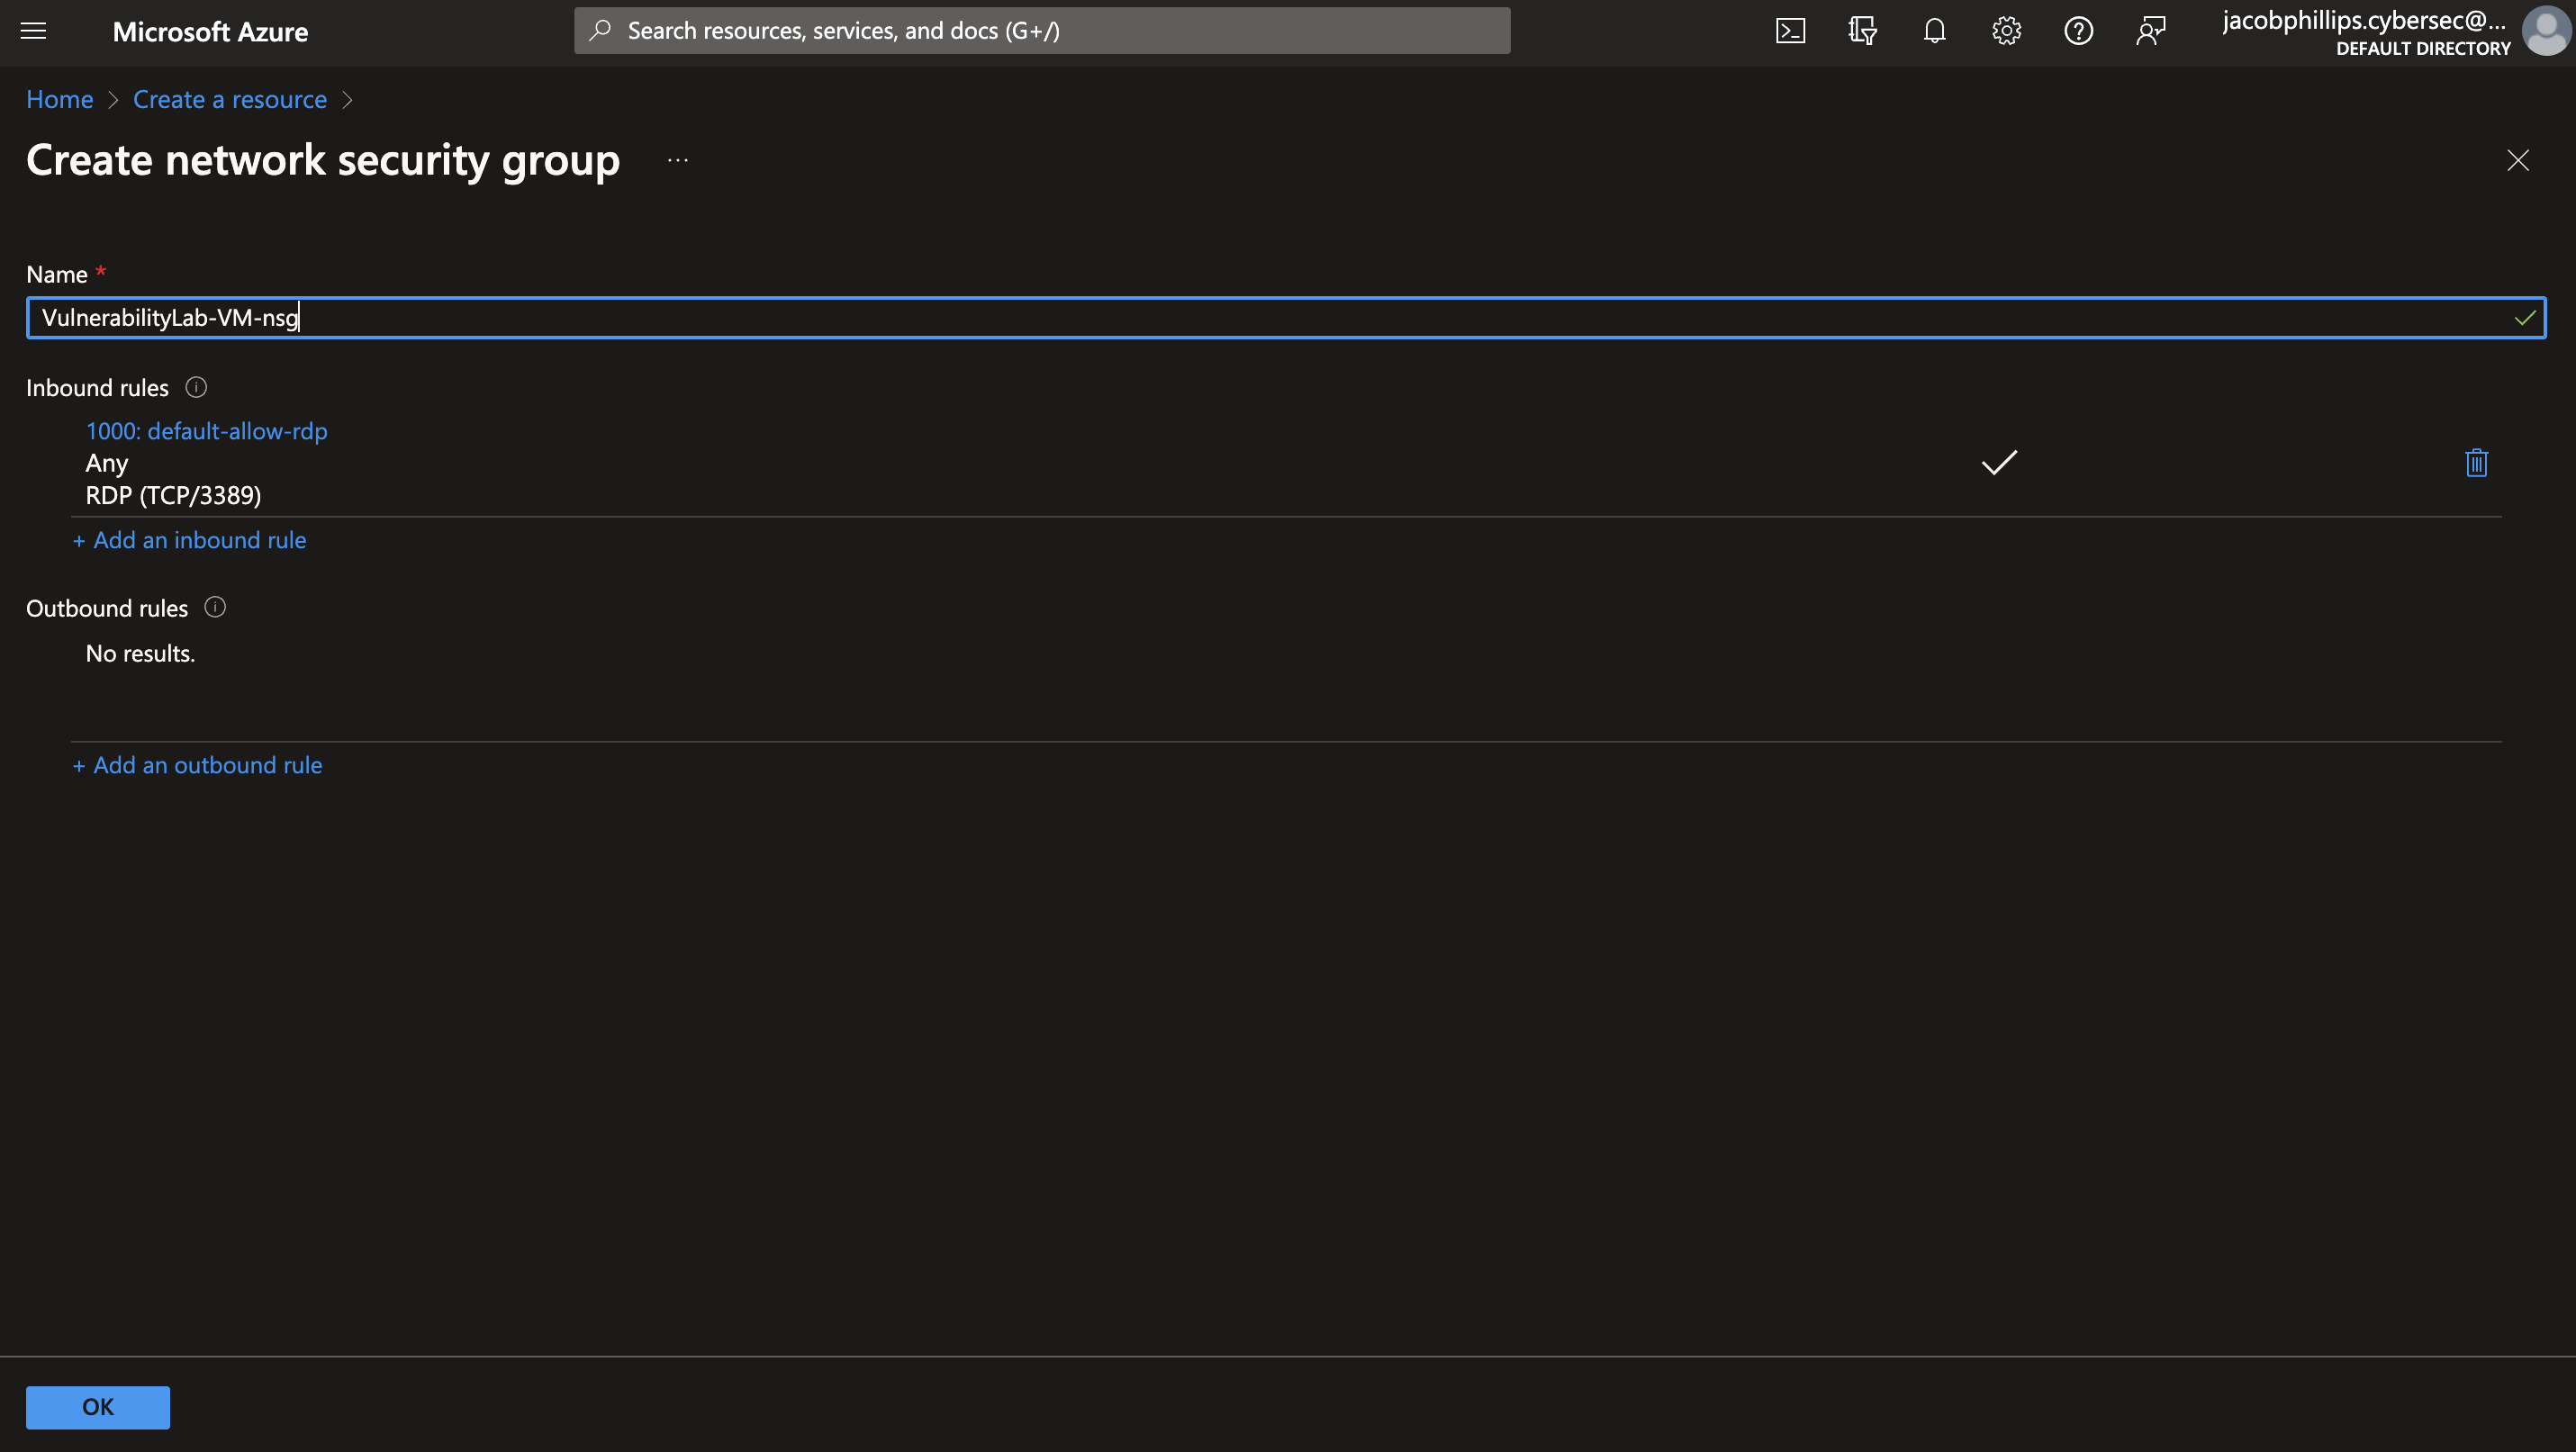 Microsoft Azure
Search resources, services, and docs (G+/)
jacobphillips.cybersec@...
DEFAULT DIRECTORY
Home > Create a resource >
Create network security group ...
Name *
VulnerabilityLab-VM-nsg
Inbound rules
1000: default-allow-rdp
Any
RDP (TCP/3389)
+ Add an inbound rule
Outbound rules
No results.
+ Add an outbound rule
OK